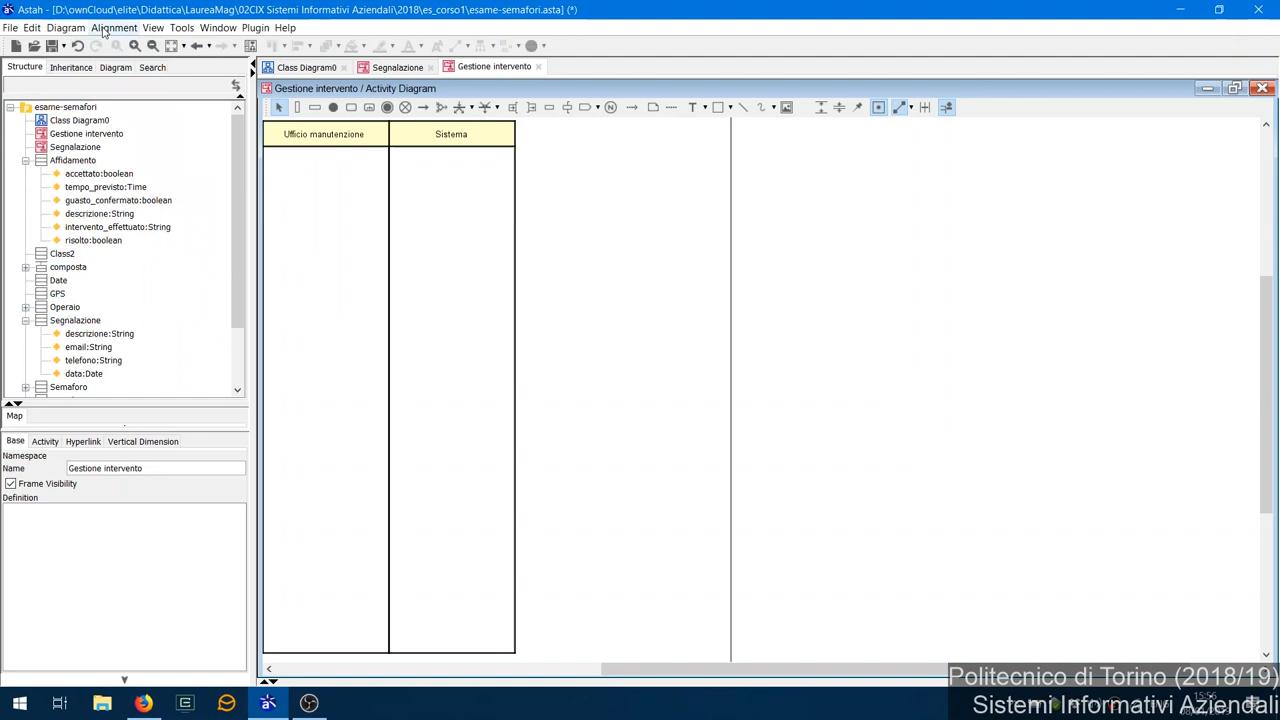 Astah - [D:\ownCloud\elite\Didattica\LaureaMag\02CIX Sistemi Informativi Aziendali\2018\es_corso1\esame-semafori.asta] (*)
File Edit Diagram Alignment View Tools Window Plugin Help
Structure Inheritance Diagram Search
Class Diagram0 Segnalazione Gestione intervento
Gestione intervento / Activity Diagram
esame-semafori
Class Diagram0
Gestione intervento
Segnalazione
Affidamento
accettato:boolean
tempo_previsto:Time
guasto_confermato:boolean
descrizione:String
intervento_effettuato:String
risolto:boolean
Class2
composta
Date
GPS
Operaio
Segnalazione
descrizione:String
email:String
telefono:String
data:Date
Semaforo
Ufficio manutenzione Sistema
Map
Base Activity Hyperlink Vertical Dimension
Namespace
Name Gestione intervento
Frame Visibility
Definition
Politecnico di Torino (2018/19)
Sistemi Informativi Aziendali
15:56